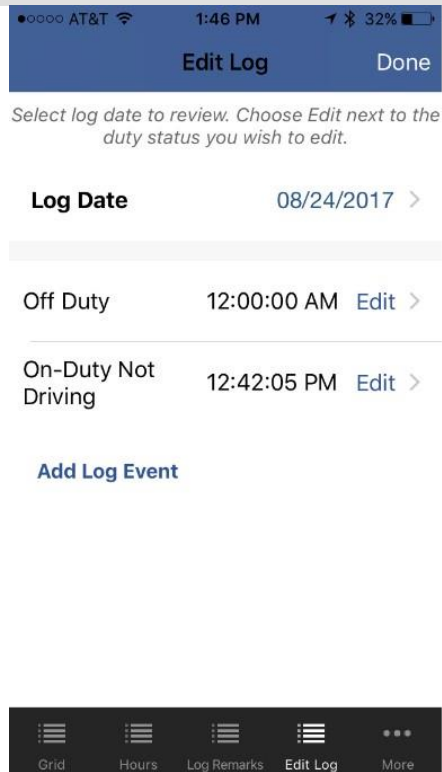 AT&T 1:46 PM 32%
Edit Log Done
Select log date to review. Choose Edit next to the
duty status you wish to edit.
Log Date 08/24/2017
Off Duty 12:00:00 AM Edit
On-Duty Not
Driving 12:42:05 PM Edit
Add Log Event
Grid Hours Log Remarks Edit Log More